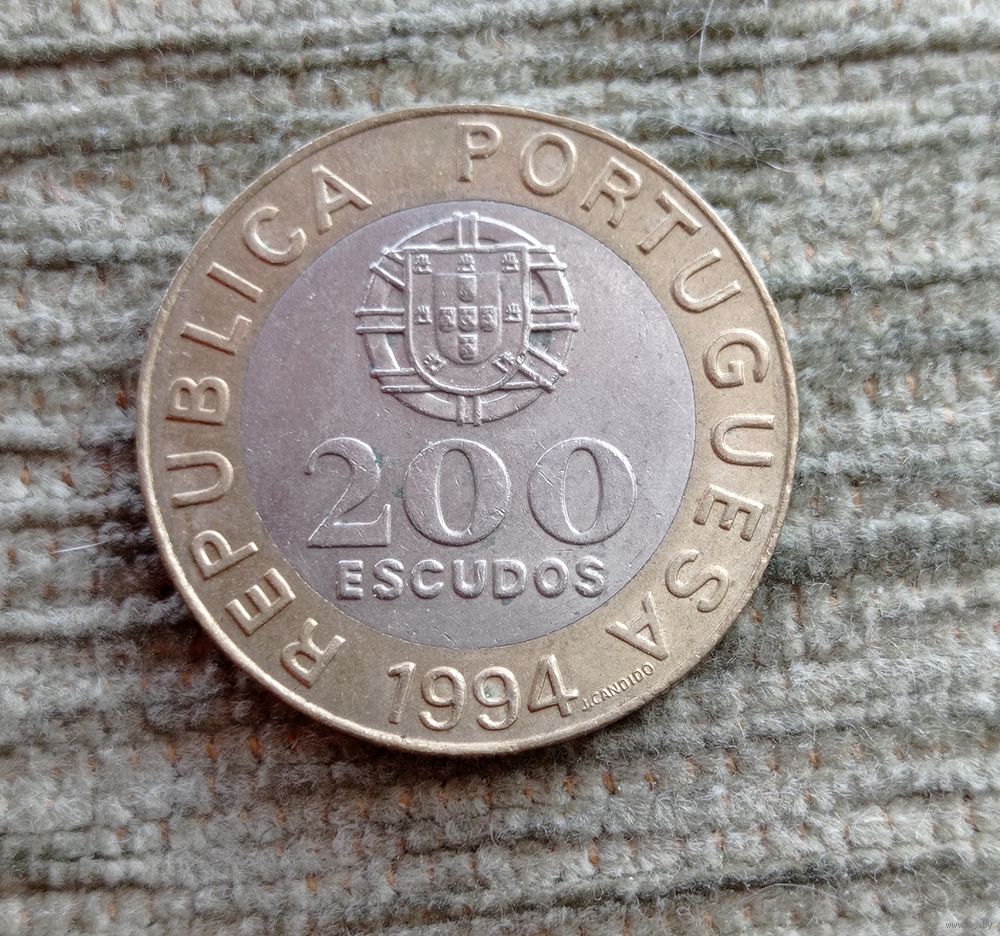 REPUBLICA PORTUGUESA
200
ESCUDOS
1994
J.CANDIDO